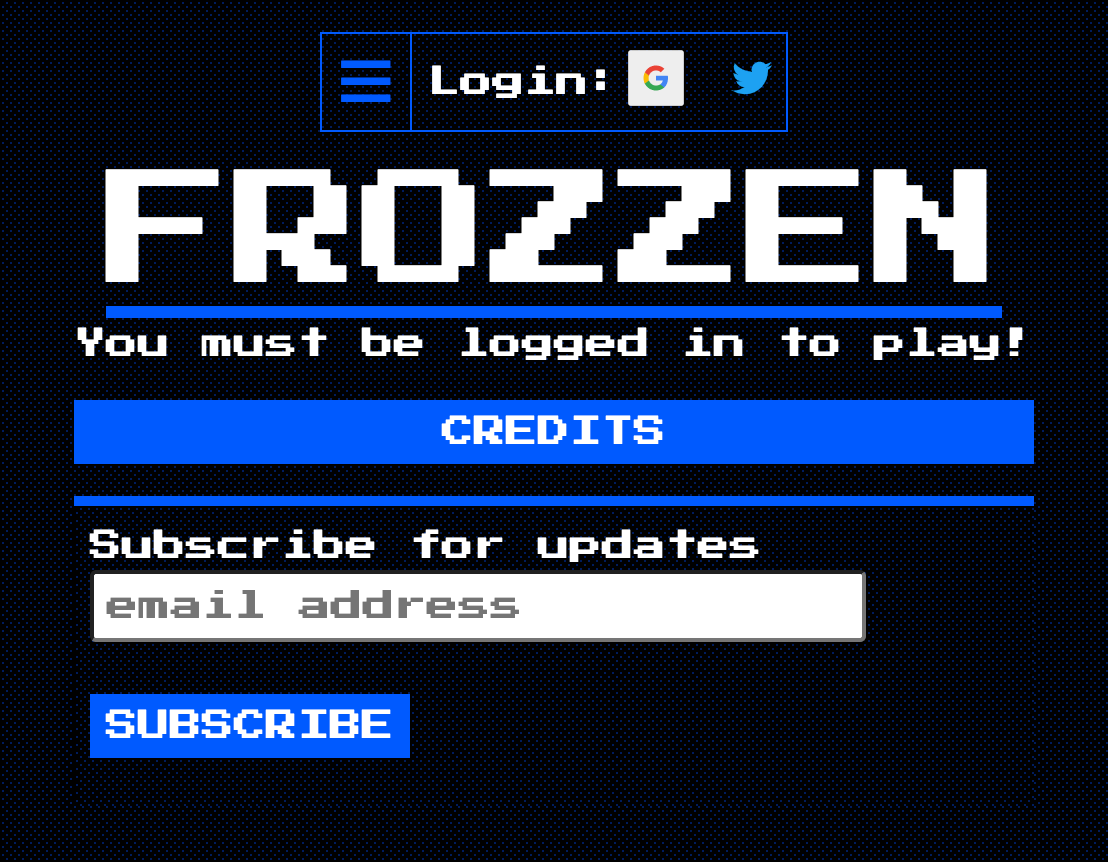 Login:
FROZZEN
You must be logged in to play!
CREDITS
Subscribe for updates
email address
SUBSCRIBE